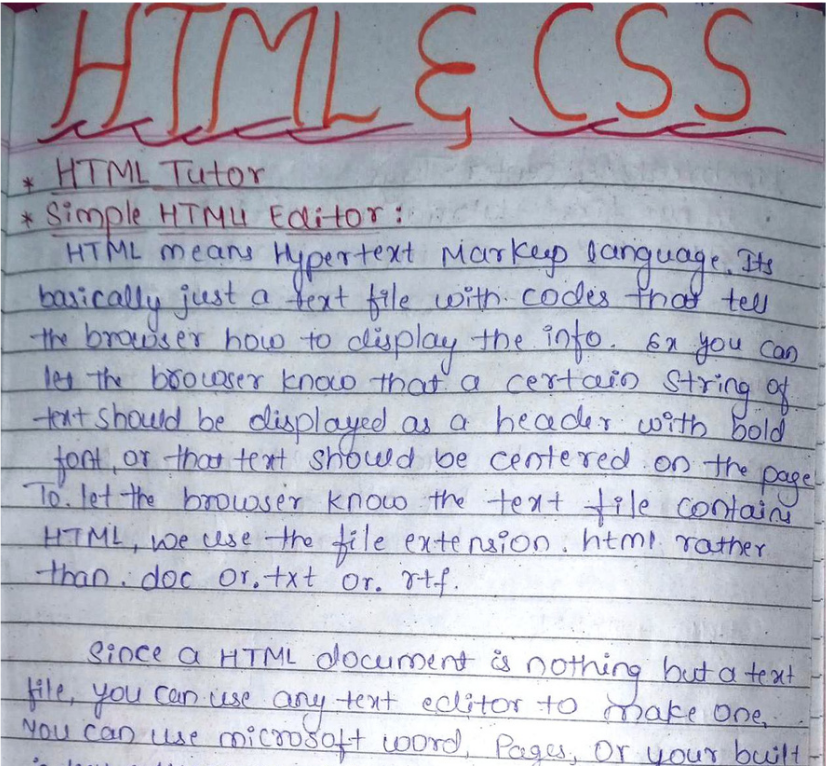 HTML & CSS
* HTML Tutor
* Simple HTML Editor:
HTML means Hypertext Markup language. Its
basically just a text file with codes that tell
the browser how to display the info. Ex you can
let the browser know that a certain String of
text should be displayed as a header with bold
font, or that text should be centered on the page
To. let the browser know the text file contains
HTML, we use the file extension .html rather
than .doc or .txt or. rtf.
Since a HTML document is nothing but a text
file, you can use any text editor to make one,
You can use microsoft word, Pages, or your built